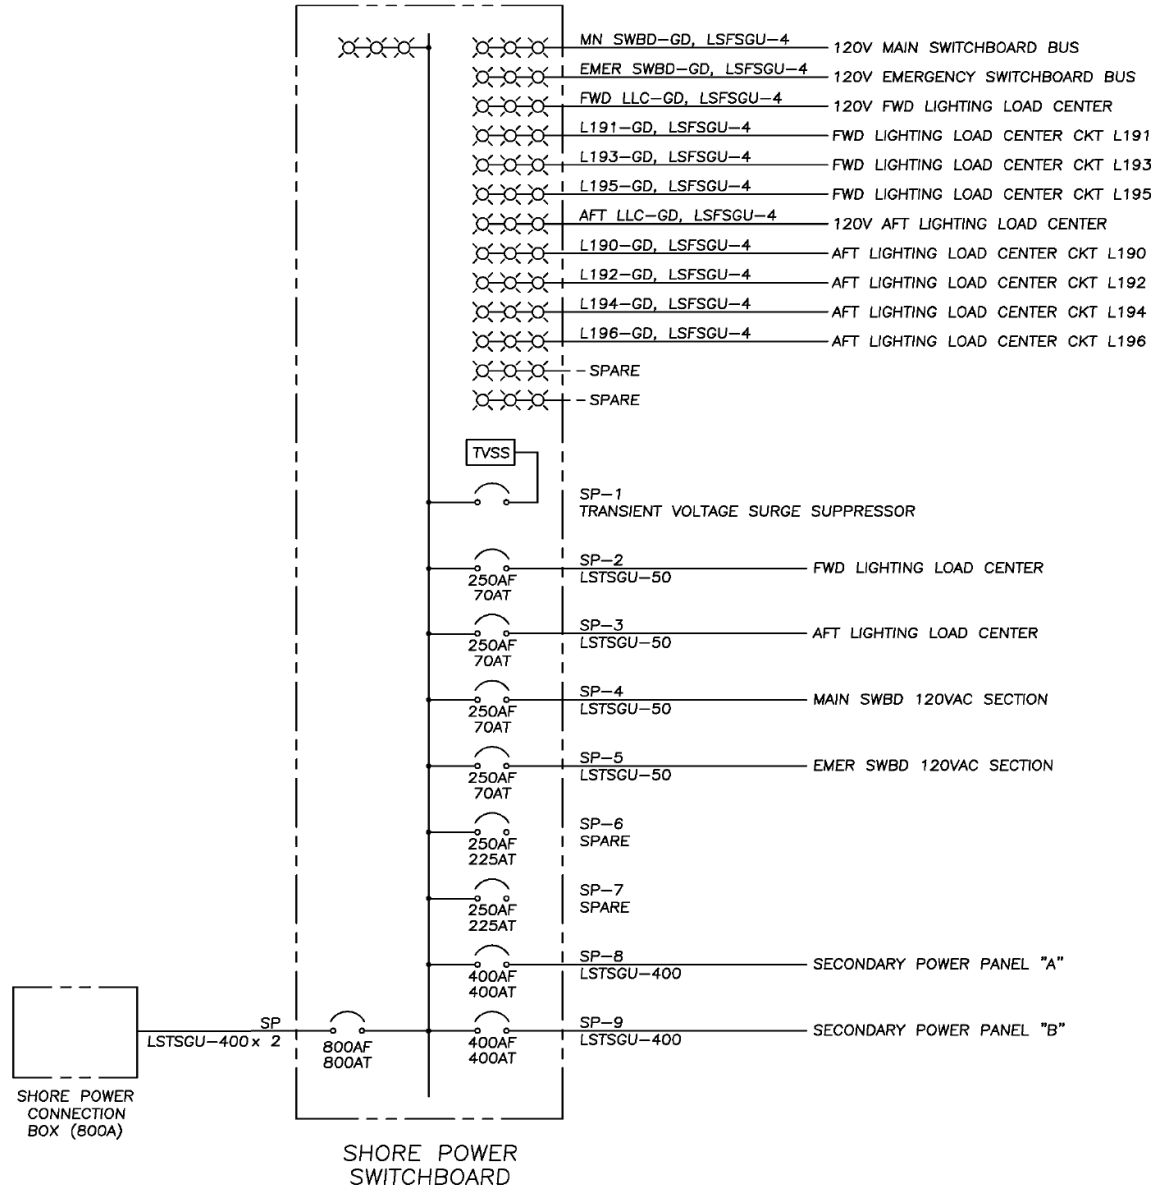 MN SWBD-GD, LSFSGU-4
120V MAIN SWITCHBOARD BUS
EMER SWBD-GD, LSFSGU-4
120V EMERGENCY SWITCHBOARD BUS
FWD LLC-GD, LSFSGU-4
120V FWD LIGHTING LOAD CENTER
L191-GD, LSFSGU-4
FWD LIGHTING LOAD CENTER CKT L191
L193-GD, LSFSGU-4
FWD LIGHTING LOAD CENTER CKT L193
L195-GD, LSFSGU-4
FWD LIGHTING LOAD CENTER CKT L195
AFT LLC-GD, LSFSGU-4
120V AFT LIGHTING LOAD CENTER
L190-GD, LSFSGU-4
AFT LIGHTING LOAD CENTER CKT L190
L192-GD, LSFSGU-4
AFT LIGHTING LOAD CENTER CKT L192
L194-GD, LSFSGU-4
AFT LIGHTING LOAD CENTER CKT L194
L196-GD, LSFSGU-4
AFT LIGHTING LOAD CENTER CKT L196
SPARE
SPARE
TVSS
SP-1
TRANSIENT VOLTAGE SURGE SUPPRESSOR
250AF
70AT
SP-2
LSTSGU-50
FWD LIGHTING LOAD CENTER
250AF
70AT
SP-3
LSTSGU-50
AFT LIGHTING LOAD CENTER
250AF
70AT
SP-4
LSTSGU-50
MAIN SWBD 120VAC SECTION
250AF
70AT
SP-5
LSTSGU-50
EMER SWBD 120VAC SECTION
250AF
225AT
SP-6
SPARE
250AF
225AT
SP-7
SPARE
400AF
400AT
SP-8
LSTSGU-400
SECONDARY POWER PANEL "A"
SP
LSTSGU-400 x 2
800AF
800AT
400AF
400AT
SP-9
LSTSGU-400
SECONDARY POWER PANEL "B"
SHORE POWER
CONNECTION
BOX (800A)
SHORE POWER
SWITCHBOARD